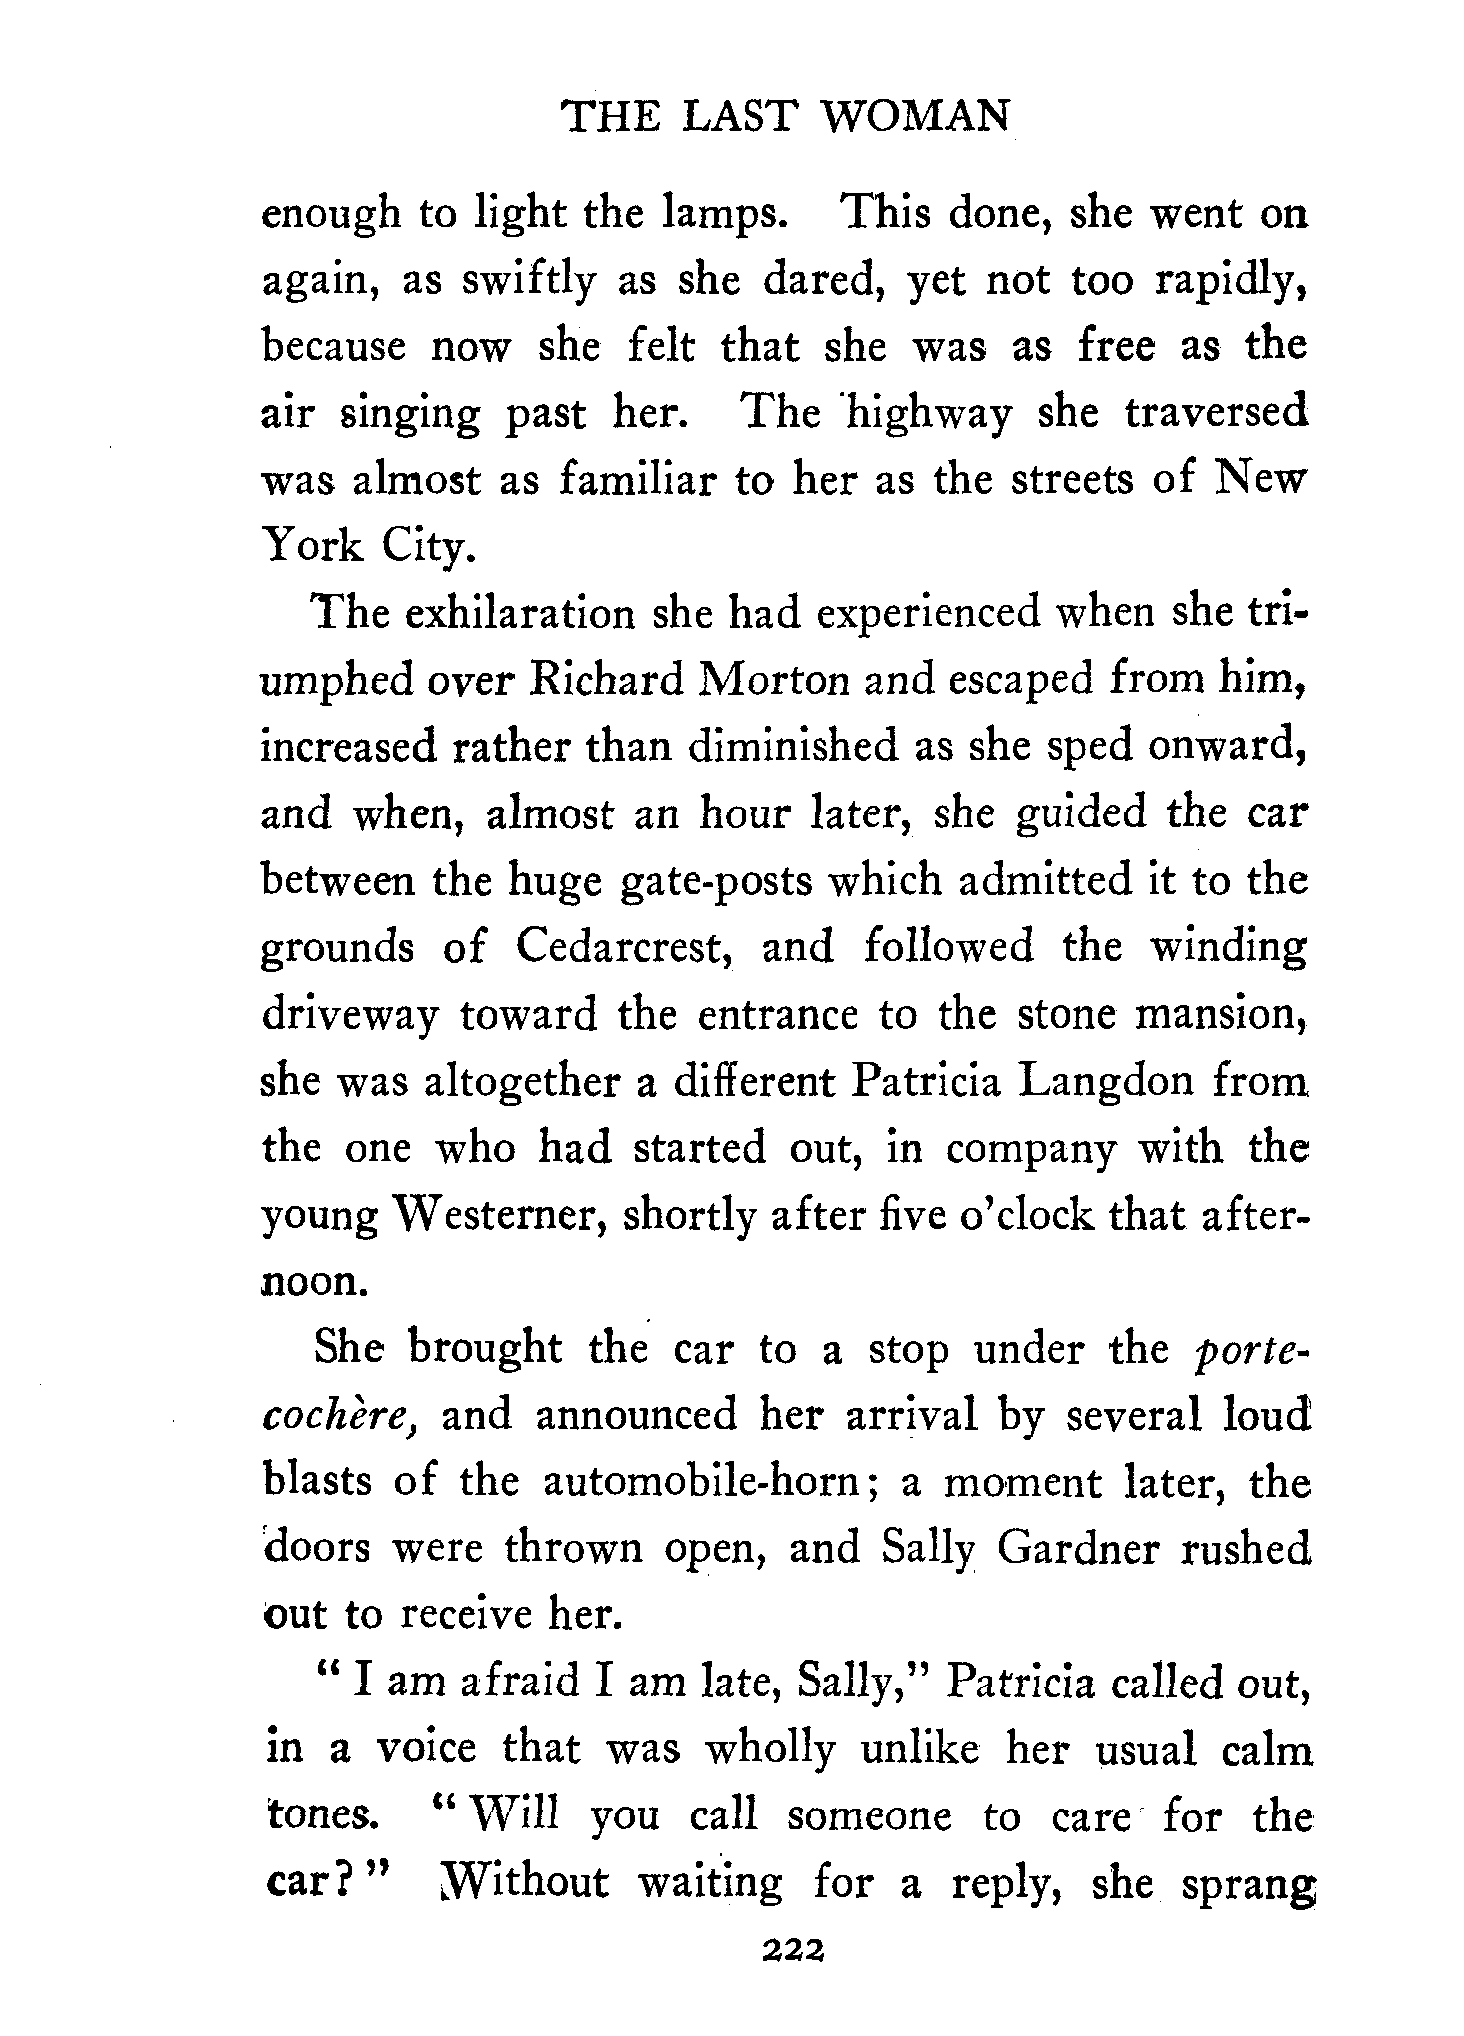 THE LAST WOMAN
enough to light the lamps. This done, she went on
again, as swiftly as she dared, yet not too rapidly,
because now she felt that she was as free as the
air singing past her. The highway she traversed
was almost as familiar to her as the streets of New
York City.
The exhilaration she had experienced when she tri-
umphed over Richard Morton and escaped from him,
increased rather than diminished as she sped onward,
and when, almost an hour later, she guided the car
between the huge gate-posts which admitted it to the
grounds of Cedarcrest, and followed the winding
driveway toward the entrance to the stone mansion,
she was altogether a different Patricia Langdon from
the one who had started out, in company with the
young Westerner, shortly after five o'clock that after-
noon.
She brought the car to a stop under the porte-
cochère, and announced her arrival by several loud
blasts of the automobile-horn; a moment later, the
doors were thrown open, and Sally Gardner rushed
out to receive her.
“ I am afraid I am late, Sally,” Patricia called out,
in a voice that was wholly unlike her usual calm
tones. “ Will you call someone to care for the
car? ” Without waiting for a reply, she sprang
222